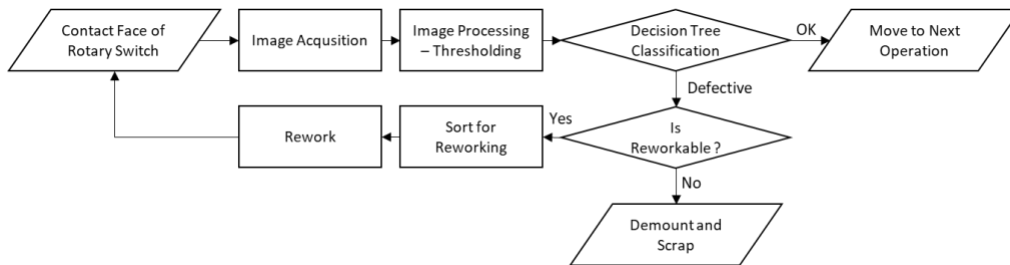 Contact Face of
Rotary Switch
Image Acqusition
Image Processing
– Thresholding
Decision Tree
Classification
OK
Move to Next
Operation
Defective
Is
Reworkable ?
Yes
Sort for
Reworking
Rework
No
Demount and
Scrap